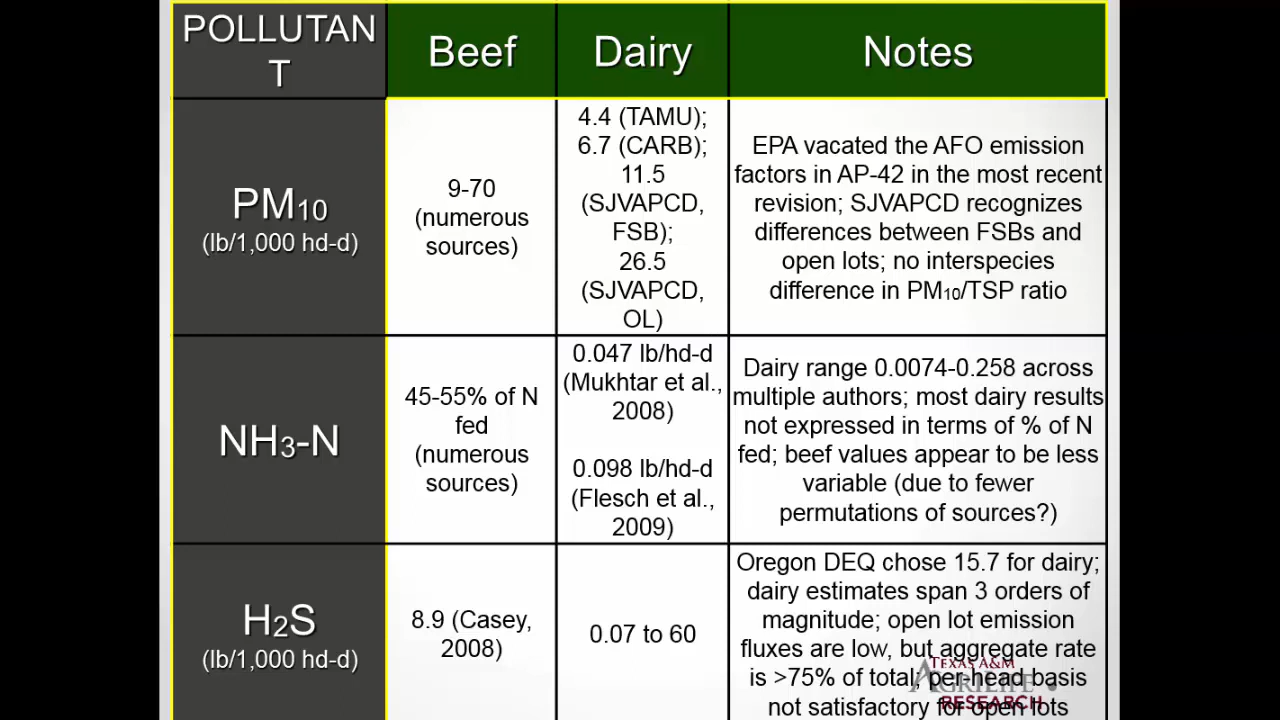 POLLUTAN
T
Beef
Dairy
Notes
PM10
(lb/1,000 hd-d)
9-70
(numerous
sources)
4.4 (TAMU);
6.7 (CARB);
11.5
(SJVAPCD,
FSB);
26.5
(SJVAPCD,
OL)
EPA vacated the AFO emission
factors in AP-42 in the most recent
revision; SJVAPCD recognizes
differences between FSBs and
open lots; no interspecies
difference in PM10/TSP ratio
NH3-N
45-55% of N
fed
(numerous
sources)
0.047 lb/hd-d
(Mukhtar et al.,
2008)
0.098 lb/hd-d
(Flesch et al.,
2009)
Dairy range 0.0074-0.258 across
multiple authors; most dairy results
not expressed in terms of % of N
fed; beef values appear to be less
variable (due to fewer
permutations of sources?)
H2S
(lb/1,000 hd-d)
8.9 (Casey,
2008)
0.07 to 60
Oregon DEQ chose 15.7 for dairy;
dairy estimates span 3 orders of
magnitude; open lot emission
fluxes are low, but aggregate rate
is >75% of total; per-head basis
not satisfactory for open lots
TEXAS A&M
AGRILIFE
RESEARCH